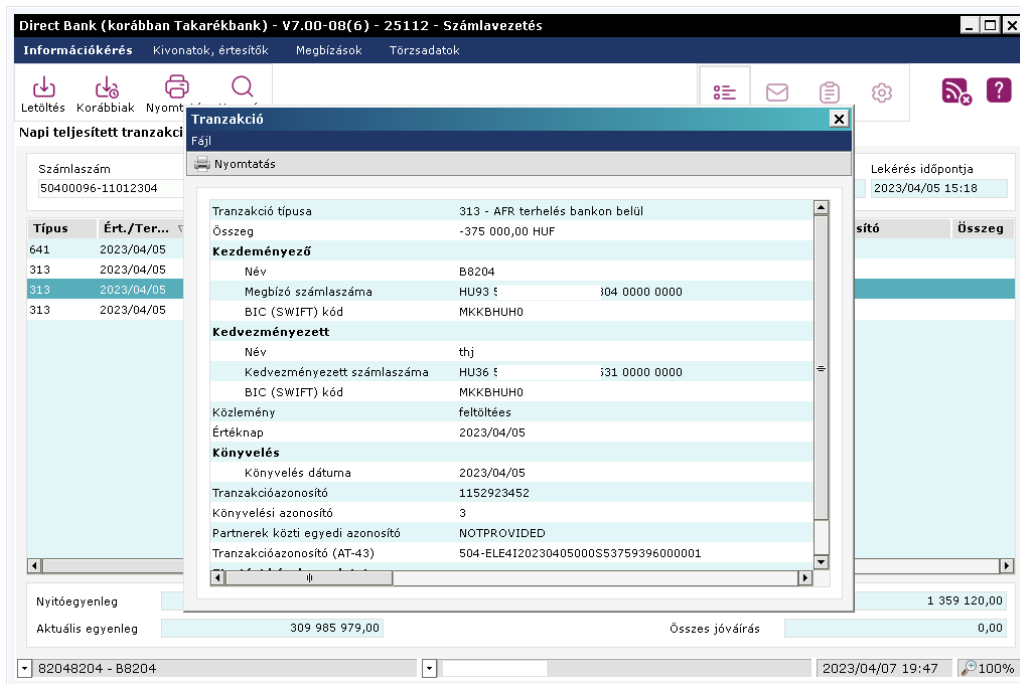 Direct Bank (korábban Takarékbank) - V7.00-08(6) - 25112 - Számlavezetés
Információkérés Kivonatok, értesítők Megbízások Törzsadatok
Letöltés Korábbiak
Napi teljesített
Számlaszám Lekérés időpontja
50400096-11012304 2023/04/05 15:18
Típus Ért./Ter... Összeg
641 2023/04/05
313 2023/04/05
313 2023/04/05
313 2023/04/05
Tranzakció
Fájl
Nyomtatás
Tranzakció típusa 313 - AFR terhelés bankon belül
Összeg -375 000,00 HUF
Kezdeményező
Név B8204
Megbízó számlaszáma HU93 5 304 0000 0000
BIC (SWIFT) kód MKKBHUH0
Kedvezményezett
Név thj
Kedvezményezett számlaszáma HU36 5 531 0000 0000
BIC (SWIFT) kód MKKBHUH0
Közlemény feltöltées
Értéknap 2023/04/05
Könyvelés
Könyvelés dátuma 2023/04/05
Tranzakcióazonosító 1152923452
Könyvelési azonosító 3
Partnerek közti egyedi azonosító NOTPROVIDED
Tranzakcióazonosító (AT-43) 504-ELE4I20230405000S53759396000001
Nyitóegyenleg 1 359 120,00
Aktuális egyenleg 309 985 979,00 Összes jóváírás 0,00
82048204 - B8204 2023/04/07 19:47 100%